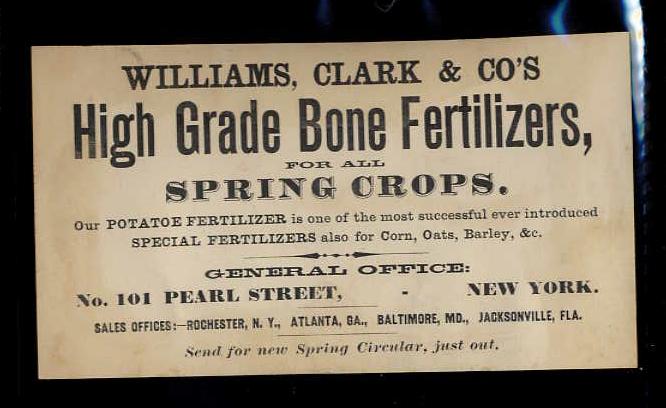 WILLIAMS, CLARK & CO'S
High Grade Bone Fertilizers,
FOR ALL
SPRING CROPS.
Our POTATOE FERTILIZER is one of the most successful ever introduced
SPECIAL FERTILIZERS also for Corn, Oats, Barley, &c.
GENERAL OFFICE:
No. 101 PEARL STREET, - NEW YORK.
SALES OFFICES:—ROCHESTER, N. Y., ATLANTA, GA., BALTIMORE, MD., JACKSONVILLE, FLA.
Send for new Spring Circular, just out.